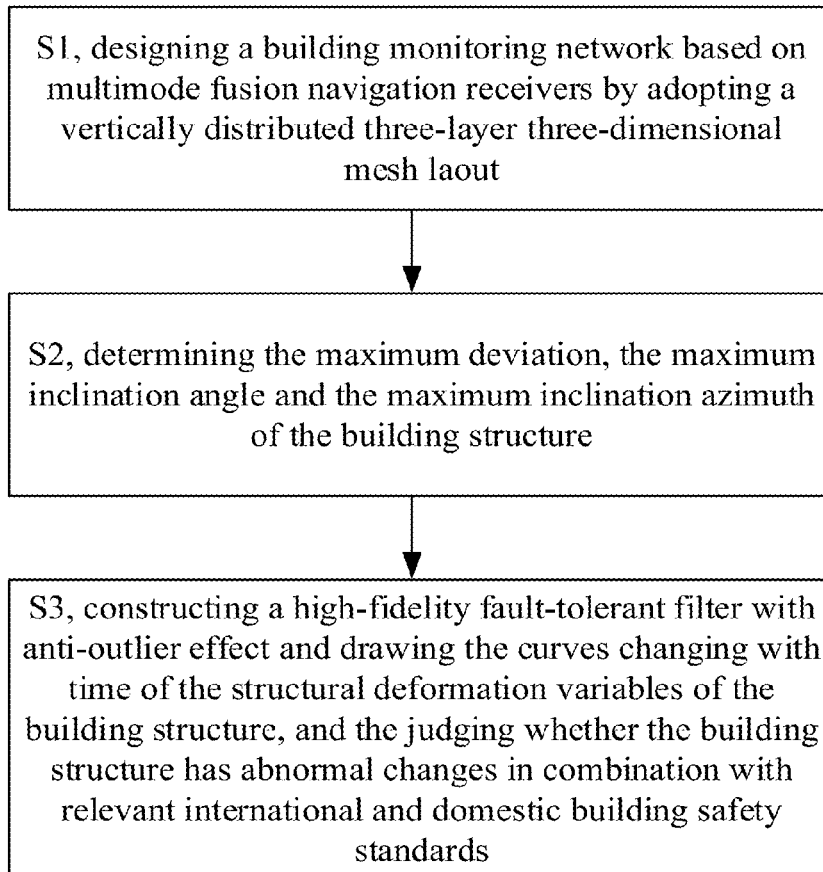 S1, designing a building monitoring network based on
multimode fusion navigation receivers by adopting a
vertically distributed three-layer three-dimensional
mesh laout
S2, determining the maximum deviation, the maximum
inclination angle and the maximum inclination azimuth
of the building structure
S3, constructing a high-fidelity fault-tolerant filter with
anti-outlier effect and drawing the curves changing with
time of the structural deformation variables of the
building structure, and the judging whether the building
structure has abnormal changes in combination with
relevant international and domestic building safety
standards